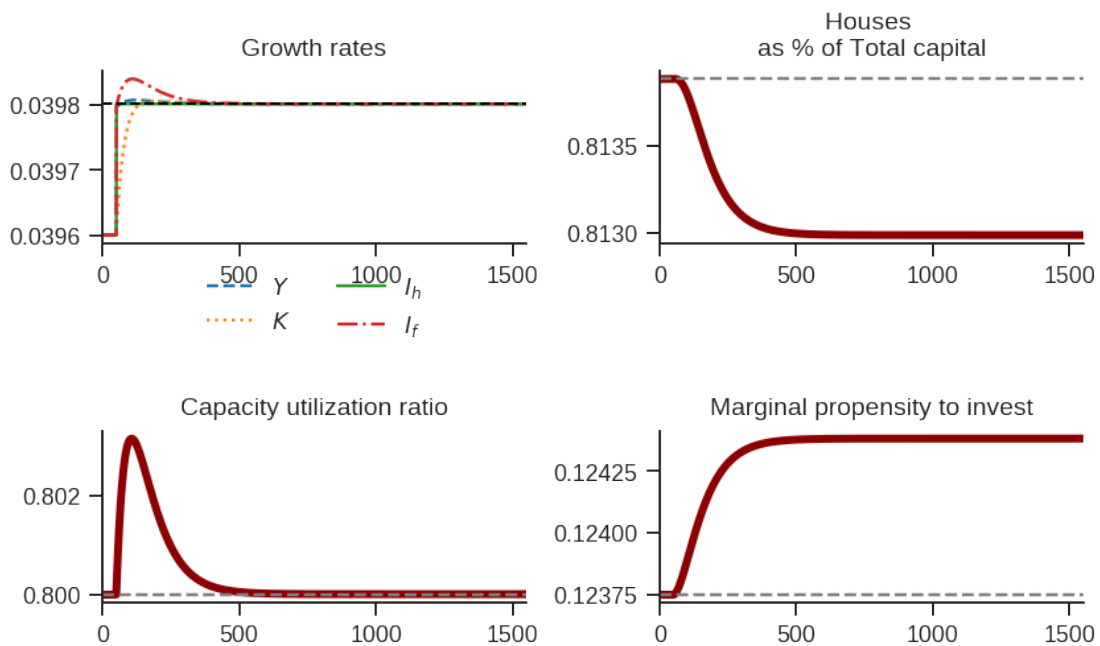 Growth rates
0.0398
0.0397
0.0396
0 500 1000 1500
Y I_h
K I_f
Houses
as % of Total capital
0.8135
0.8130
0 500 1000 1500
Capacity utilization ratio
0.802
0.800
0 500 1000 1500
Marginal propensity to invest
0.12425
0.12400
0.12375
0 500 1000 1500